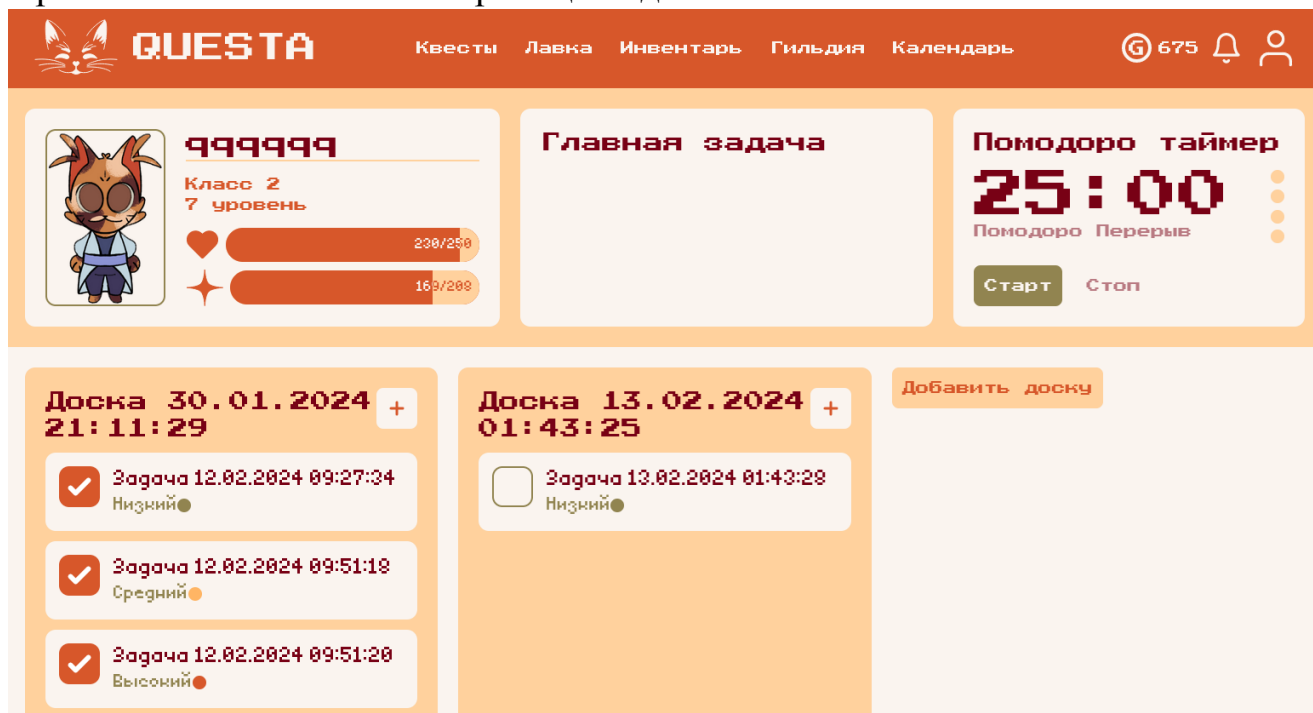 QUESTA
Квесты Лавка Инвентарь Гильдия Календарь
G 675
qqqqqq
Класс 2
7 уровень
230/250
Главная задача
Помодоро таймер
25:00
Помодоро Перерыв
Старт Стоп
Доска 30.01.2024
21:11:29
+
Задача 12.02.2024 09:27:34
Низкий
Задача 12.02.2024 09:51:18
Средний
Задача 12.02.2024 09:51:20
Высокий
Доска 13.02.2024
01:43:25
+
Задача 13.02.2024 01:43:28
Низкий
Добавить доску